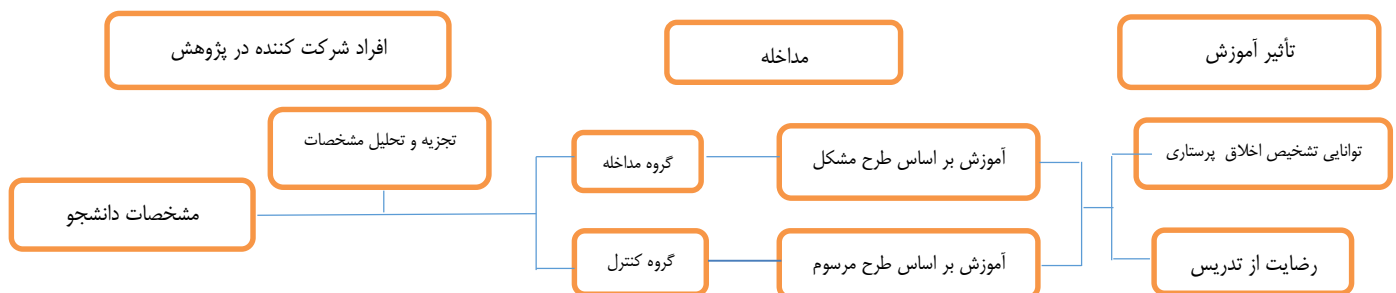 افراد شرکت کننده در پژوهش
مداخله
تأثیر آموزش
تجزیه و تحلیل مشخصات
مشخصات دانشجو
گروه مداخله
آموزش بر اساس طرح مشکل
توانایی تشخیص اخلاق پرستاری
گروه کنترل
آموزش بر اساس طرح مرسوم
رضایت از تدریس